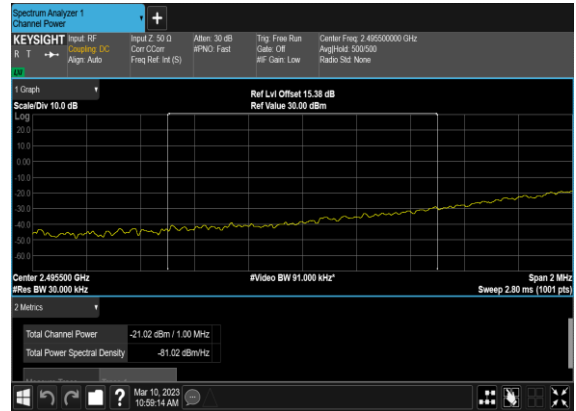 Spectrum Analyzer 1
Channel Power
+
KEYSIGHT
R T
Input: RF
Coupling: DC
Align: Auto
Input Z: 50 Ω
Corr CCorr
Freq Ref: Int (S)
Atten: 30 dB
#PNO: Fast
Trig: Free Run
Gate: Off
#IF Gain: Low
Center Freq: 2.495500000 GHz
Avg|Hold: 500/500
Radio Std: None
1 Graph
Scale/Div 10.0 dB
Ref Lvl Offset 15.38 dB
Ref Value 30.00 dBm
Log
20.0
10.0
0.00
-10.0
-20.0
-30.0
-40.0
-50.0
-60.0
Center 2.495500 GHz
#Res BW 30.000 kHz
#Video BW 91.000 kHz*
Span 2 MHz
Sweep 2.80 ms (1001 pts)
2 Metrics
Total Channel Power -21.02 dBm / 1.00 MHz
Total Power Spectral Density -81.02 dBm/Hz
?
Mar 10, 2023
10:59:14 AM